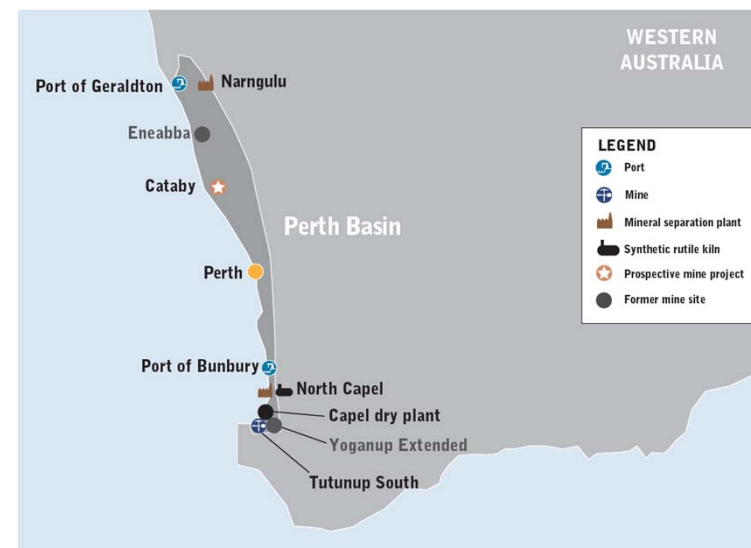 WESTERN
AUSTRALIA
Port of Geraldton
Narngulu
Eneabba
Cataby
Perth Basin
Perth
Port of Bunbury
North Capel
Capel dry plant
Yoganup Extended
Tutunup South
LEGEND
Port
Mine
Mineral separation plant
Synthetic rutile kiln
Prospective mine project
Former mine site